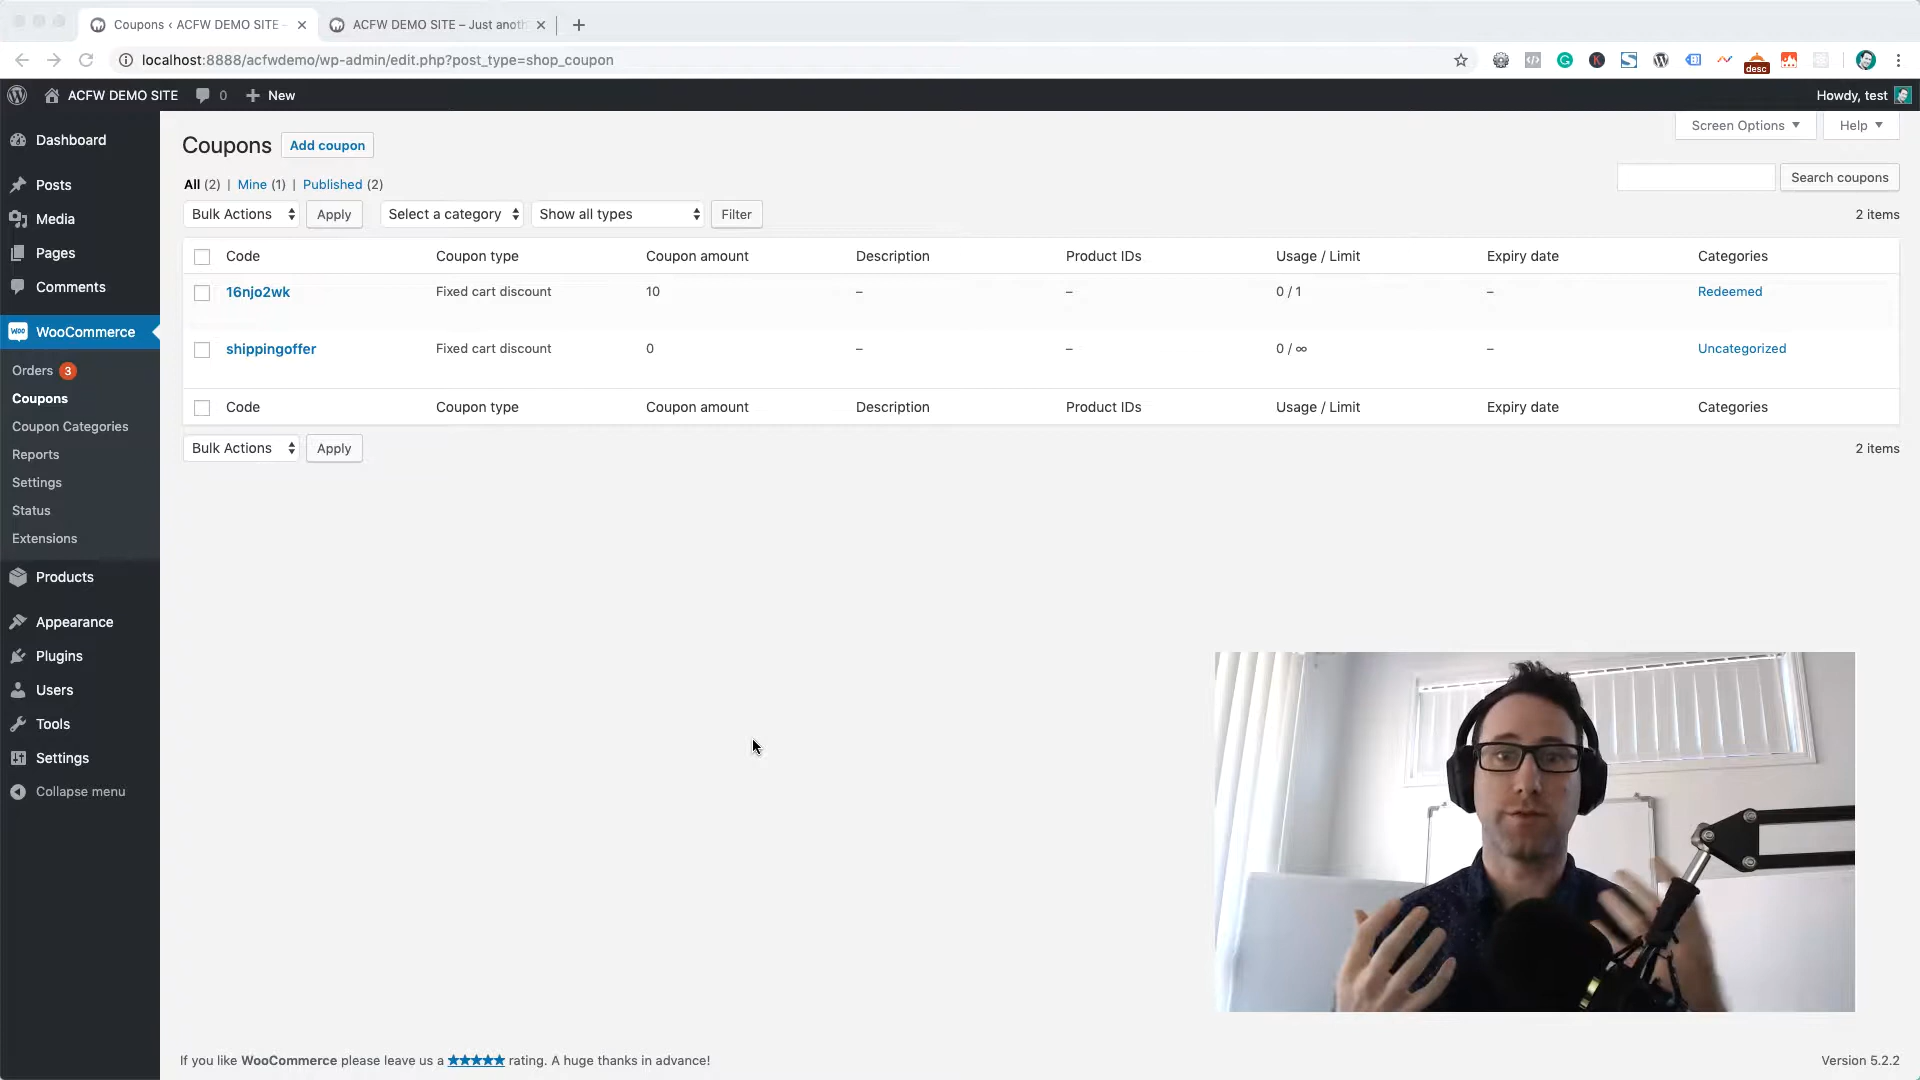 Coupons ‹ ACFW DEMO SITE –
ACFW DEMO SITE – Just anoth
localhost:8888/acfwdemo/wp-admin/edit.php?post_type=shop_coupon
desc
ACFW DEMO SITE
0
New
Howdy, test
Dashboard
Posts
Media
Pages
Comments
woo
WooCommerce
Orders 3
Coupons
Coupon Categories
Reports
Settings
Status
Extensions
Products
Appearance
Plugins
Users
Tools
Settings
Collapse menu
Screen Options
Help
Coupons
Add coupon
All (2) | Mine (1) | Published (2)
Search coupons
Bulk Actions
Apply
Select a category
Show all types
Filter
2 items
Code Coupon type Coupon amount Description Product IDs Usage / Limit Expiry date Categories
16njo2wk Fixed cart discount 10 – – 0 / 1 – Redeemed
shippingoffer Fixed cart discount 0 – – 0 / ∞ – Uncategorized
Code Coupon type Coupon amount Description Product IDs Usage / Limit Expiry date Categories
Bulk Actions
Apply
2 items
If you like WooCommerce please leave us a ★★★★★ rating. A huge thanks in advance!
Version 5.2.2